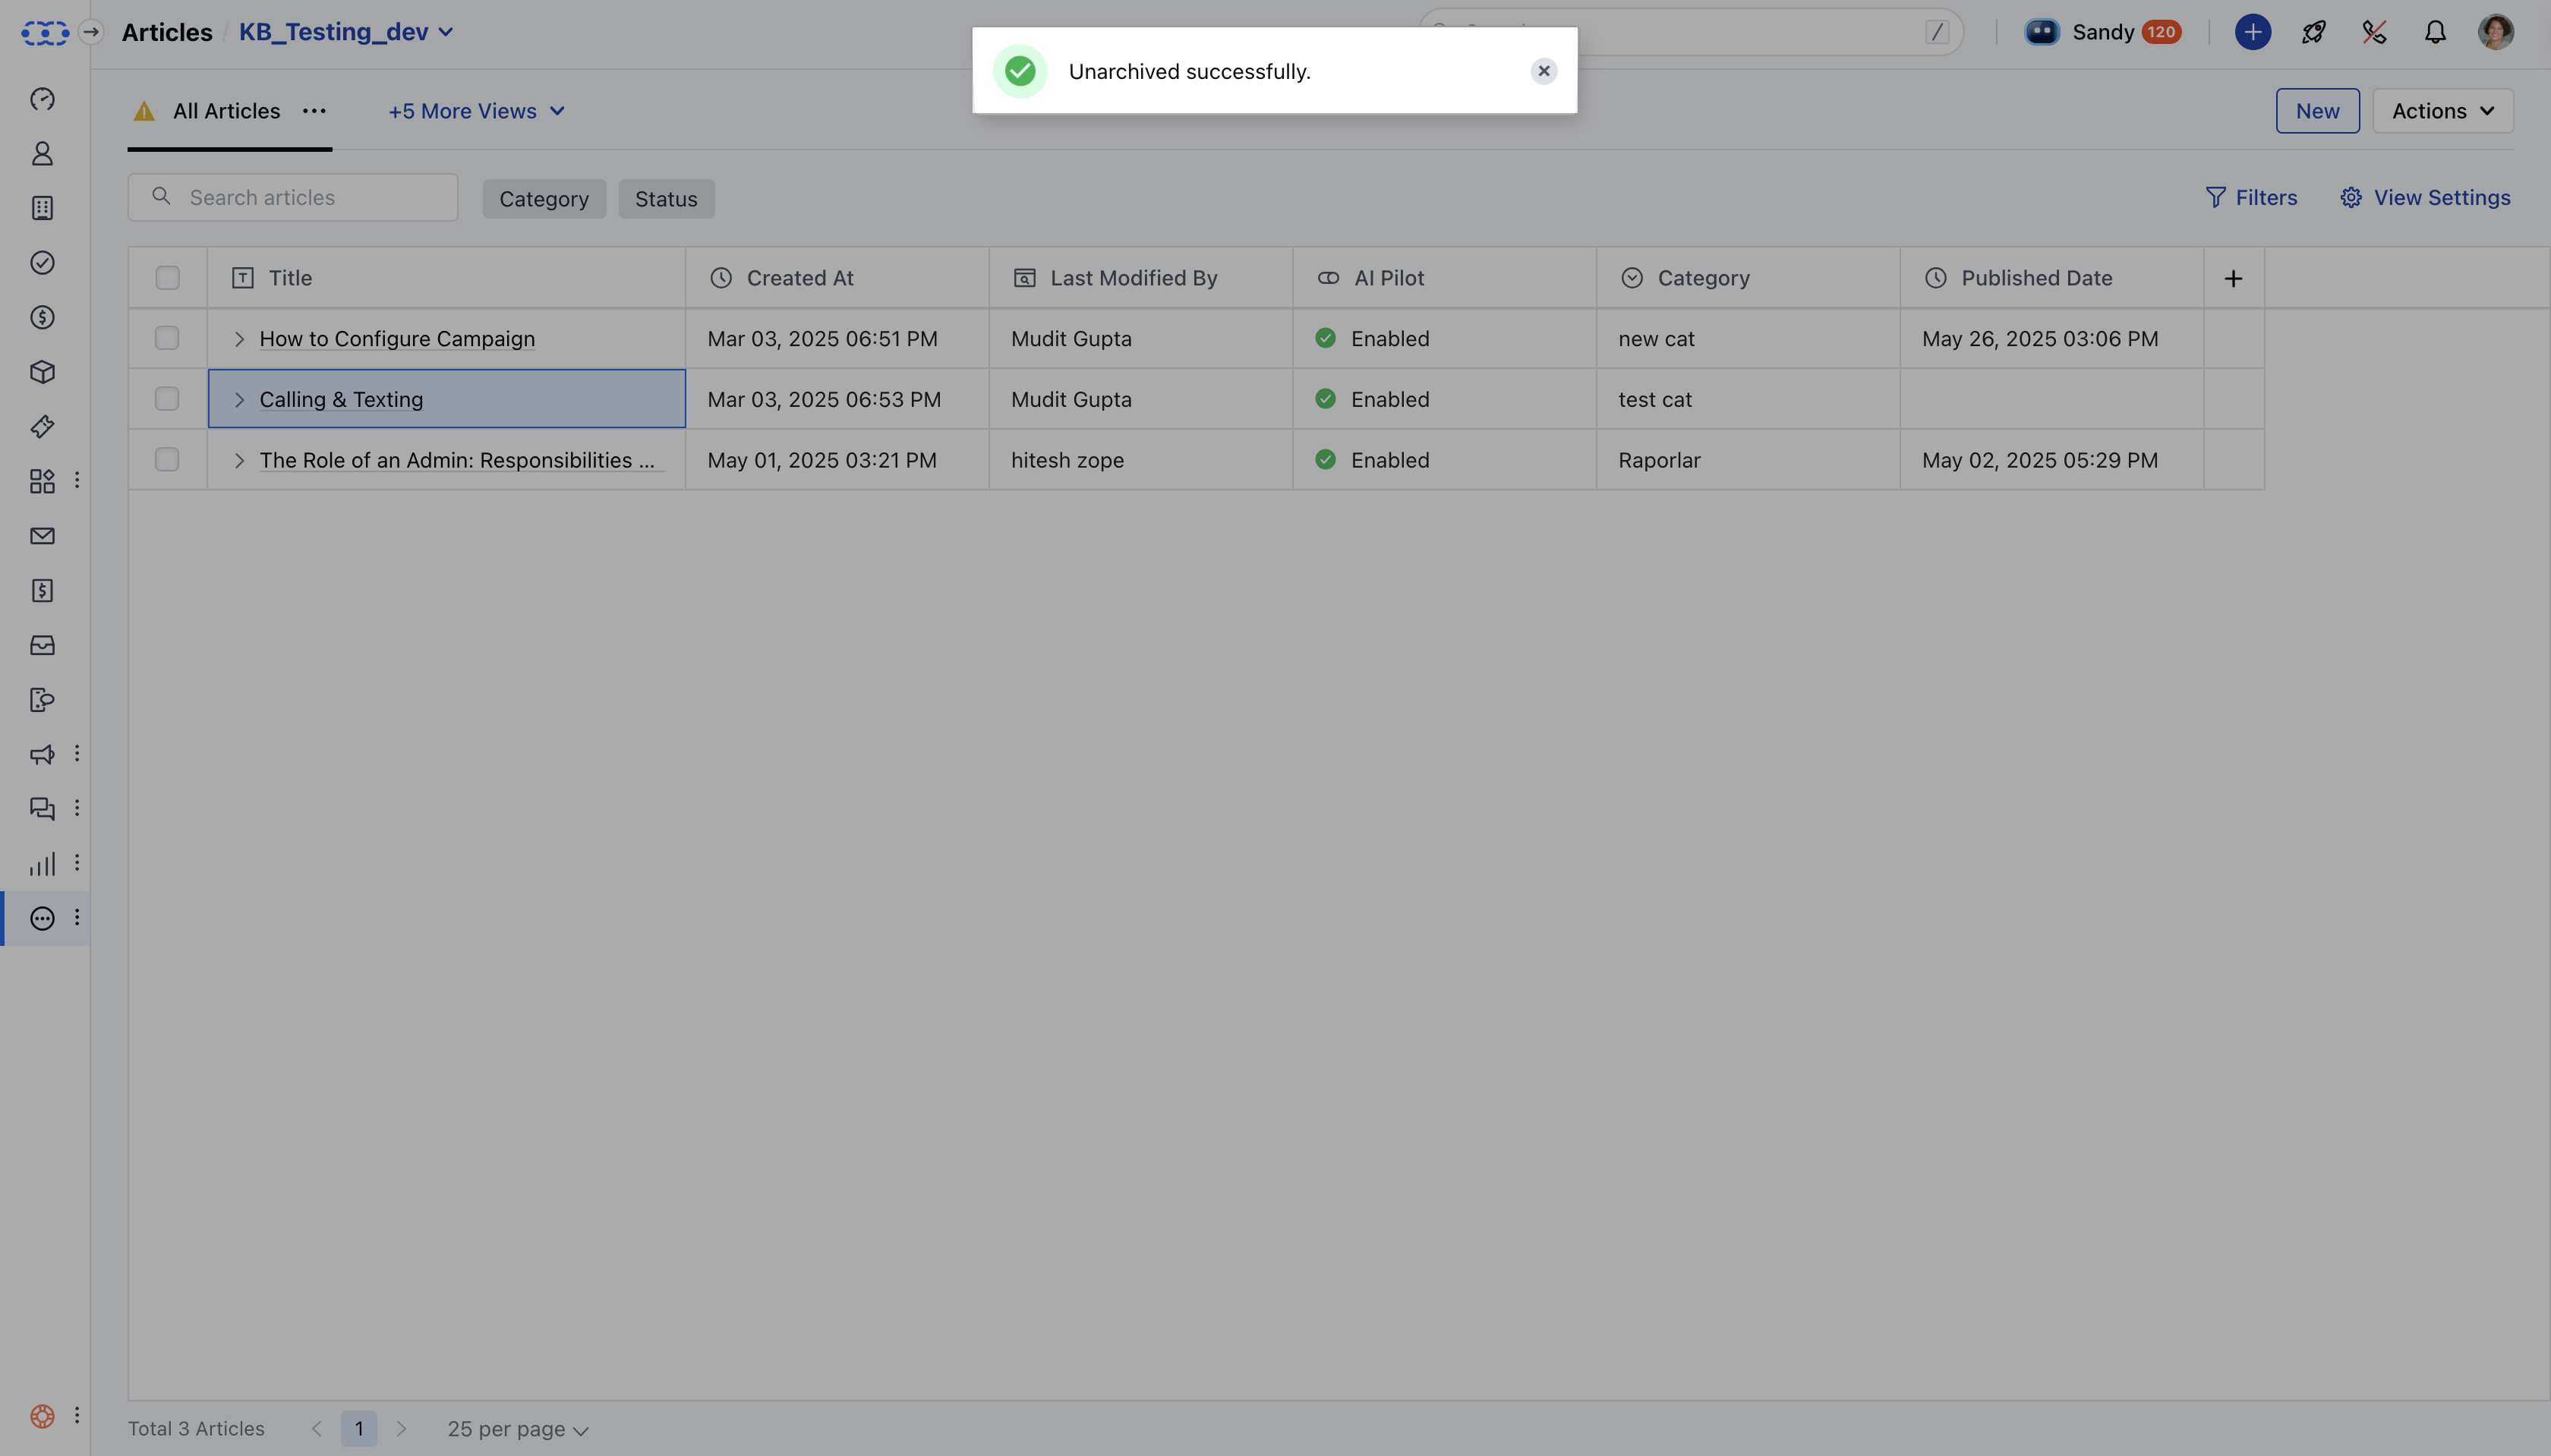 Articles / KB_Testing_dev
/
Sandy 120
Unarchived successfully.
All Articles
+5 More Views
New
Actions
Search articles
Category
Status
Filters
View Settings
Title Created At Last Modified By AI Pilot Category Published Date
How to Configure Campaign Mar 03, 2025 06:51 PM Mudit Gupta Enabled new cat May 26, 2025 03:06 PM
Calling & Texting Mar 03, 2025 06:53 PM Mudit Gupta Enabled test cat
The Role of an Admin: Responsibilities ... May 01, 2025 03:21 PM hitesh zope Enabled Raporlar May 02, 2025 05:29 PM
Total 3 Articles 1 25 per page